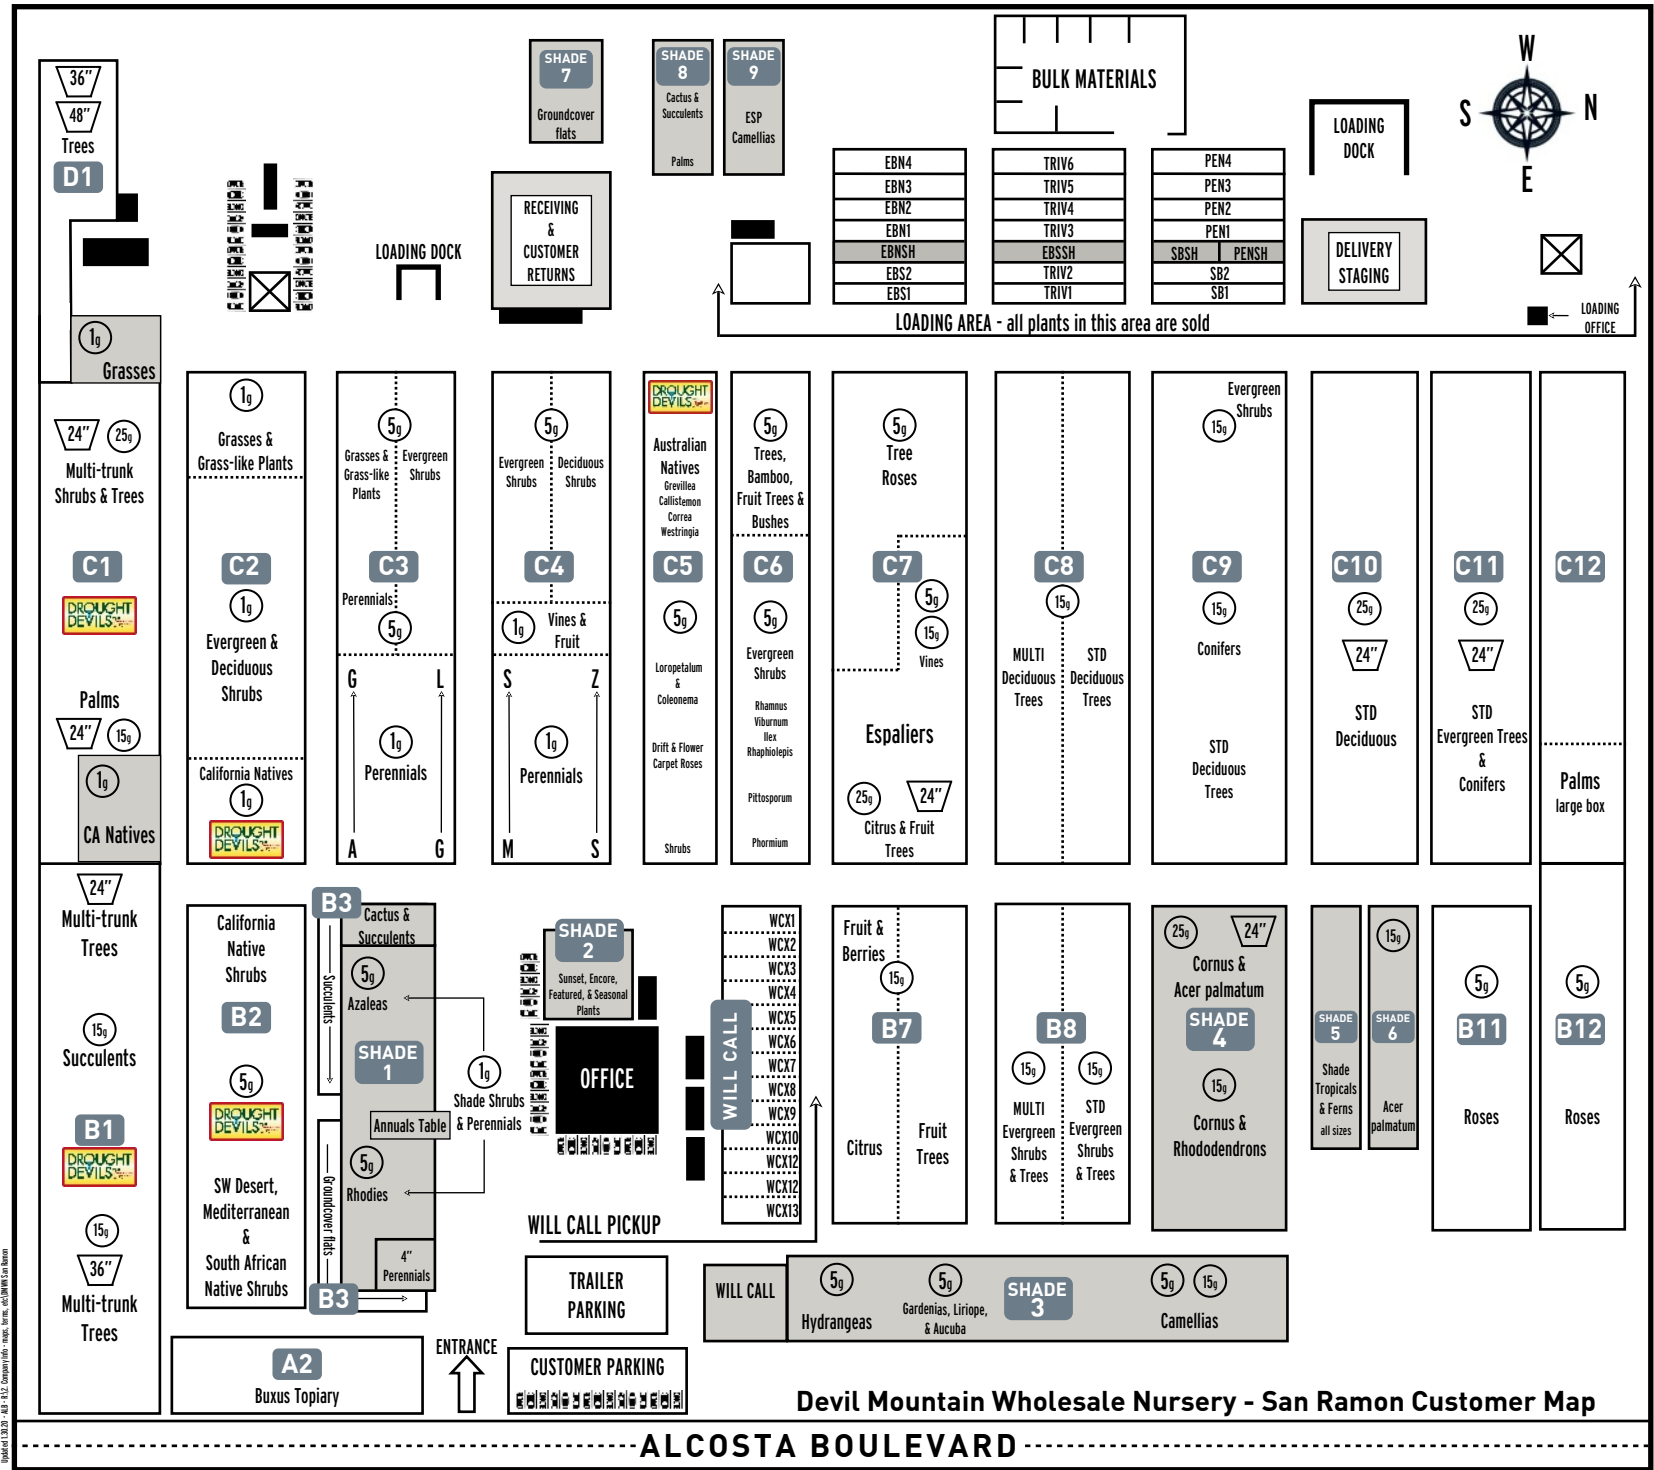 36"
48"
Trees
D1
SHADE
7
Groundcover
flats
SHADE
8
Cactus &
Succulents
Palms
SHADE
9
ESP
Camellias
BULK MATERIALS
LOADING
DOCK
W
S
N
E
LOADING DOCK
RECEIVING
&
CUSTOMER
RETURNS
EBN4
EBN3
EBN2
EBN1
EBNSH
EBS2
EBS1
TRIV6
TRIV5
TRIV4
TRIV3
EBSSH
TRIV2
TRIV1
PEN4
PEN3
PEN2
PEN1
SBSH
PENSH
SB2
SB1
DELIVERY
STAGING
LOADING
OFFICE
LOADING AREA - all plants in this area are sold
1g
Grasses
24"
25g
Multi-trunk
Shrubs & Trees
C1
DROUGHT
DEVILS
Palms
24"
15g
1g
CA Natives
1g
Grasses &
Grass-like Plants
C2
1g
Evergreen &
Deciduous
Shrubs
California Natives
1g
DROUGHT
DEVILS
5g
Grasses &
Grass-like
Plants
Evergreen
Shrubs
C3
Perennials
5g
G
L
1g
Perennials
A
G
5g
Evergreen
Shrubs
Deciduous
Shrubs
C4
1g
Vines &
Fruit
S
Z
1g
Perennials
M
S
DROUGHT
DEVILS
Australian
Natives
Grevillea
Callistemon
Correa
Westringia
C5
5g
Loropetalum
&
Coleonema
Drift & Flower
Carpet Roses
Shrubs
5g
Trees,
Bamboo,
Fruit Trees &
Bushes
C6
5g
Evergreen
Shrubs
Rhamnus
Viburnum
Ilex
Rhaphiolepis
Pittosporum
Phormium
5g
Tree
Roses
C7
5g
15g
Vines
Espaliers
25g
24"
Citrus & Fruit
Trees
C8
15g
MULTI
Deciduous
Trees
STD
Deciduous
Trees
Evergreen
Shrubs
15g
C9
15g
Conifers
STD
Deciduous
Trees
C10
25g
24"
STD
Deciduous
C11
25g
24"
STD
Evergreen Trees
&
Conifers
C12
Palms
large box
24"
Multi-trunk
Trees
15g
Succulents
B1
DROUGHT
DEVILS
15g
36"
Multi-trunk
Trees
California
Native
Shrubs
B2
5g
DROUGHT
DEVILS
SW Desert,
Mediterranean
&
South African
Native Shrubs
B3
Succulents
Groundcover flats
B3
Cactus &
Succulents
5g
Azaleas
SHADE
1
1g
Shade Shrubs
& Perennials
Annuals Table
5g
Rhodies
4"
Perennials
SHADE
2
Sunset, Encore,
Featured, & Seasonal
Plants
OFFICE
WILL CALL
WCX1
WCX2
WCX3
WCX4
WCX5
WCX6
WCX7
WCX8
WCX9
WCX10
WCX12
WCX12
WCX13
WILL CALL PICKUP
Fruit &
Berries
15g
B7
Citrus
Fruit
Trees
B8
15g
15g
MULTI
Evergreen
Shrubs
& Trees
STD
Evergreen
Shrubs
& Trees
25g
24"
Cornus &
Acer palmatum
SHADE
4
15g
Cornus &
Rhododendrons
SHADE
5
Shade
Tropicals
& Ferns
all sizes
15g
SHADE
6
Acer
palmatum
5g
B11
Roses
5g
B12
Roses
A2
Buxus Topiary
ENTRANCE
TRAILER
PARKING
CUSTOMER PARKING
WILL CALL
5g
Hydrangeas
5g
Gardenias, Liriope,
& Aucuba
SHADE
3
5g
15g
Camellias
Devil Mountain Wholesale Nursery - San Ramon Customer Map
ALCOSTA BOULEVARD